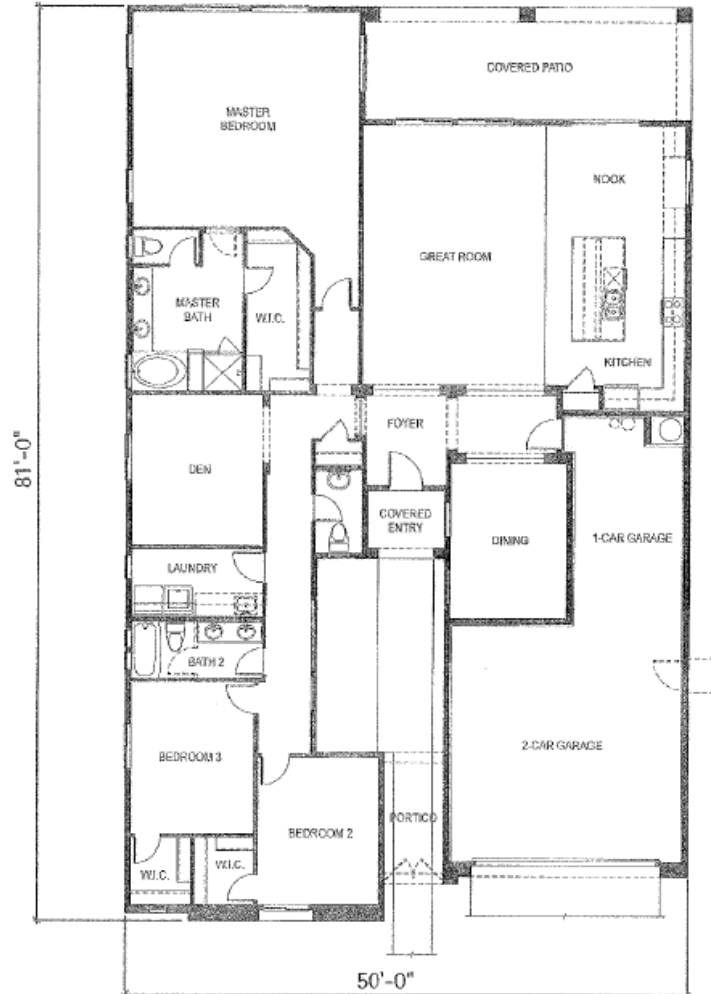 COVERED PATIO
MASTER
BEDROOM
NOOK
GREAT ROOM
MASTER
BATH
W.I.C.
KITCHEN
FOYER
81'-0"
DEN
COVERED
ENTRY
DINING
1-CAR GARAGE
LAUNDRY
BATH 2
2-CAR GARAGE
BEDROOM 3
PORTICO
BEDROOM 2
W.I.C.
W.I.C.
50'-0"